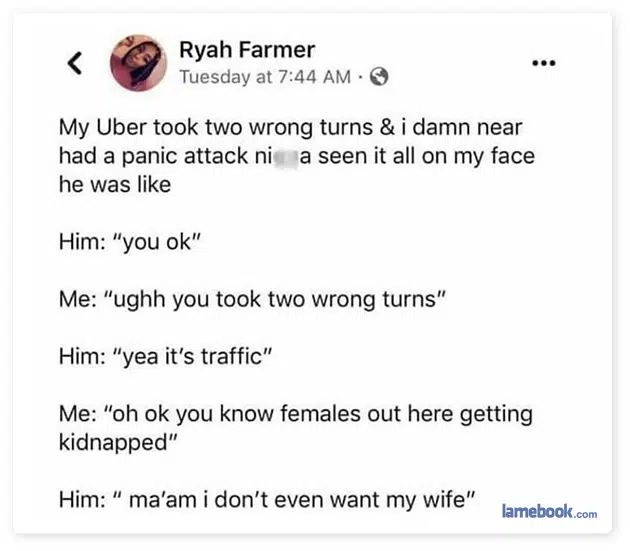 Ryah Farmer
Tuesday at 7:44 AM ·
My Uber took two wrong turns & i damn near
had a panic attack seen it all on my face
he was like
Him: “you ok”
Me: “ughh you took two wrong turns”
Him: “yea it’s traffic”
Me: “oh ok you know females out here getting
kidnapped”
Him: “ ma’am i don’t even want my wife”
lamebook.com